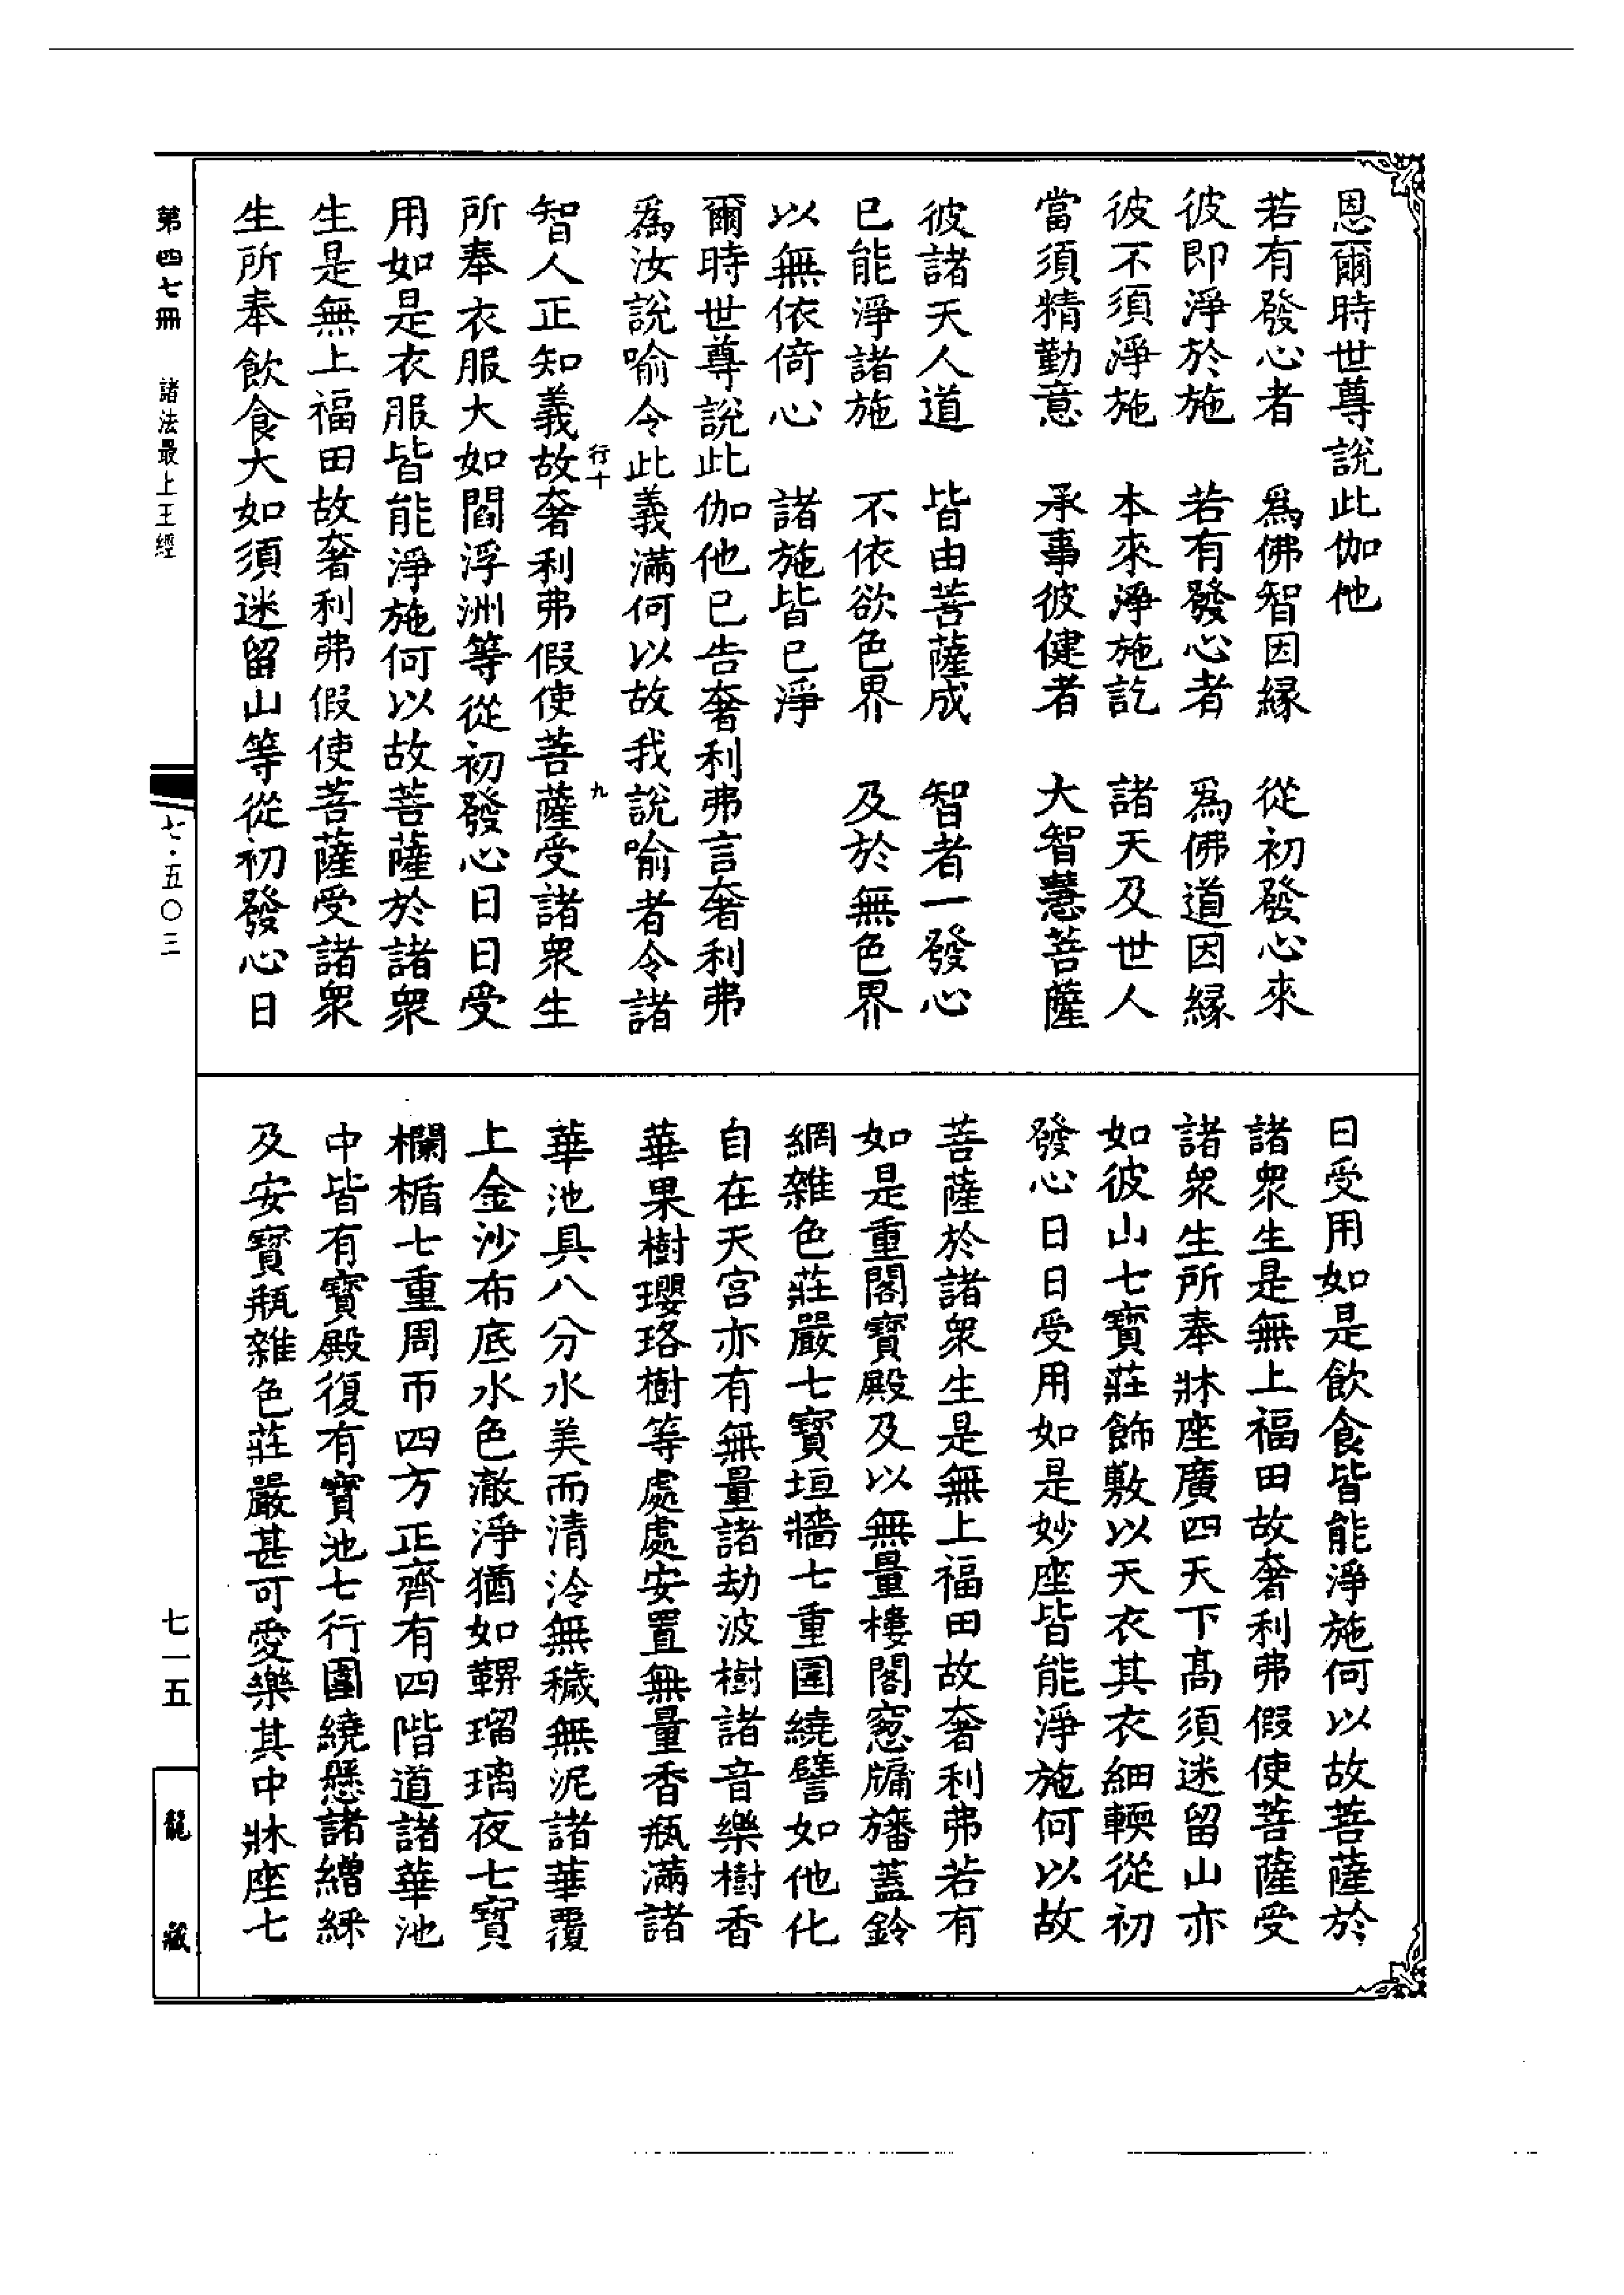 恩爾時世尊說此伽他
若有發心者　爲佛智因緣　從初發心來
彼即淨於施　若有發心者　爲佛道因緣
彼不須淨施　本來淨施訖　諸天及世人
當須精勤意　承事彼健者　大智慧菩薩
彼諸天人道　皆由菩薩成　智者一發心
已能淨諸施　不依欲色界　及於無色界
以無依倚心　諸施皆已淨
爾時世尊說此伽他已告奢利弗言奢利弗
爲汝說喻令此義滿何以故我說喻者令諸
行十　九
智人正知義故奢利弗假使菩薩受諸衆生
所奉衣服大如閻浮洲等從初發心日日受
用如是衣服皆能淨施何以故菩薩於諸衆
生是無上福田故奢利弗假使菩薩受諸衆
生所奉飲食大如須迷留山等從初發心日
日受用如是飲食皆能淨施何以故菩薩於
諸衆生是無上福田故奢利弗假使菩薩受
諸衆生所奉牀座廣四天下高須迷留山亦
如彼山七寶莊飾敷以天衣其衣細輭從初
發心日日受用如是妙座皆能淨施何以故
菩薩於諸衆生是無上福田故奢利弗若有
如是重閣寶殿及以無量樓閣窓牖旛蓋鈴
網雜色莊嚴七寶垣牆七重圍繞譬如他化
自在天宮亦有無量諸劫波樹諸音樂樹香
華果樹瓔珞樹等處處安置無量香瓶滿諸
華池具八分水美而清泠無穢無泥諸華覆
上金沙布底水色澈淨猶如鞞瑠璃夜七寶
欄楯七重周帀四方正齊有四階道諸華池
中皆有寶殿復有寶池七行圍繞懸諸繒綵
及安寶瓶雜色莊嚴甚可愛樂其中牀座七
第四七冊　諸法最上王經
七·五〇三
七一五
龍藏